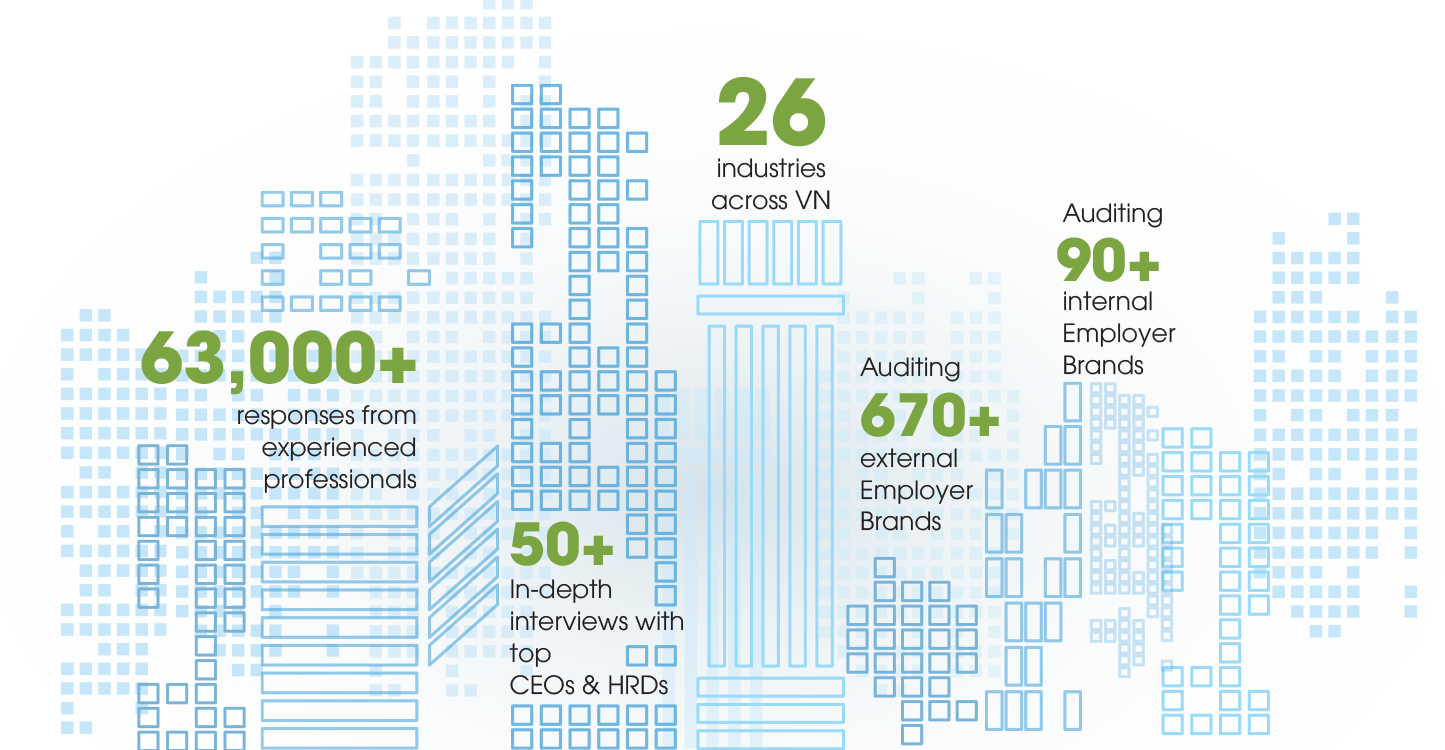 63,000+
responses from
experienced
professionals
50+
In-depth
interviews with
top
CEOs & HRDs
26
industries
across VN
Auditing
670+
external
Employer
Brands
Auditing
90+
internal
Employer
Brands